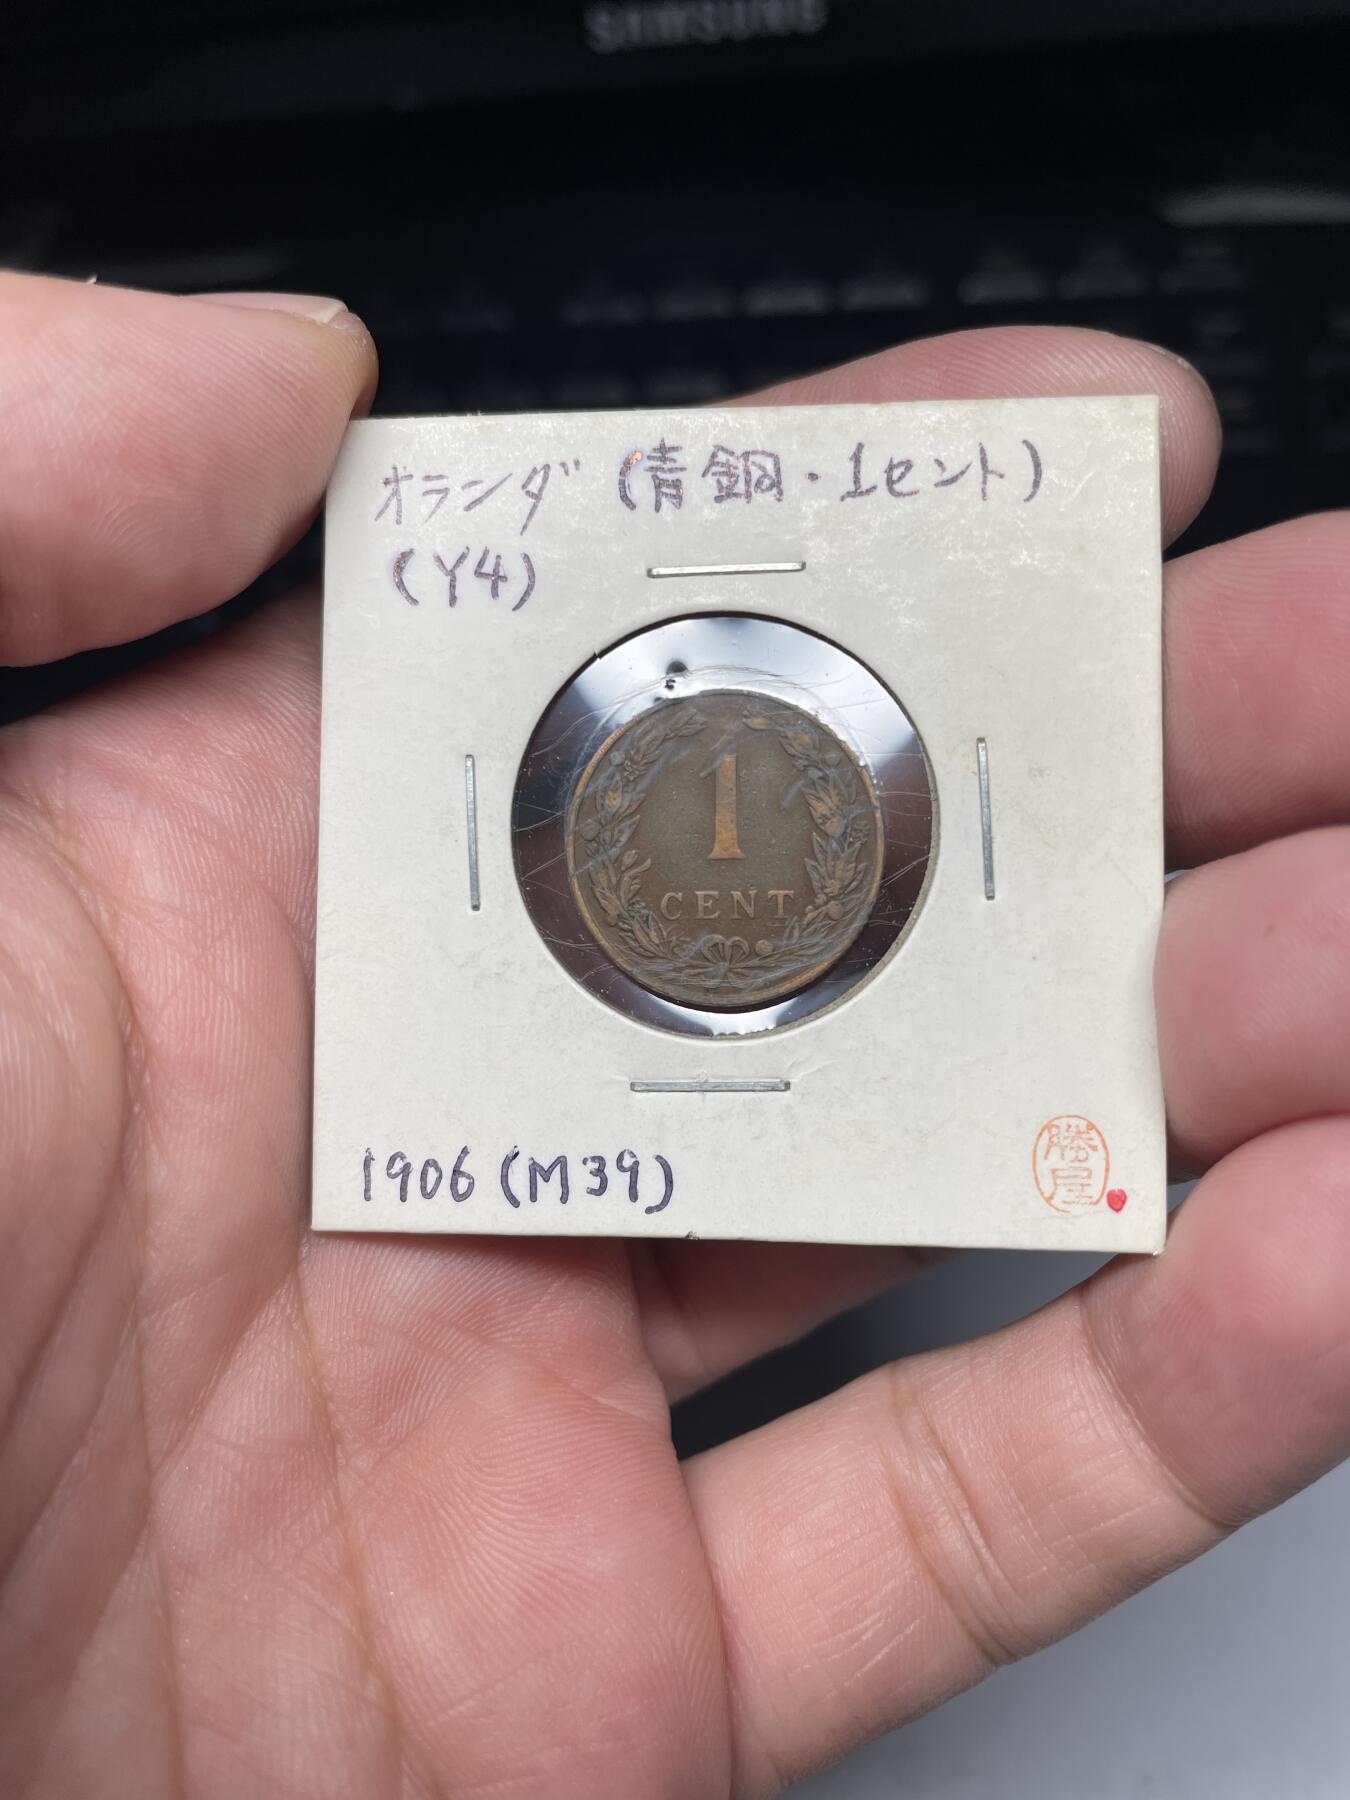 SAMSUNG
オランダ (青銅・1セント)
(Y4)
1
CENT
1906 (M39)
勝屋